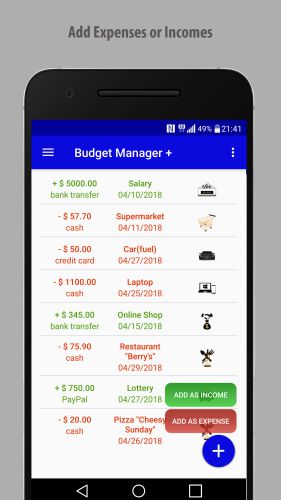 Add Expenses or Incomes
49% 21:41
Budget Manager +
+ $ 5000.00 Salary
bank transfer 04/10/2018
- $ 57.70 Supermarket
cash 04/11/2018
- $ 50.00 Car(fuel)
credit card 04/27/2018
- $ 1100.00 Laptop
cash 04/25/2018
+ $ 345.00 Online Shop
bank transfer 04/15/2018
- $ 75.90 Restaurant
cash "Berry's"
04/29/2018
+ $ 750.00 Lottery
PayPal 04/27/2018
ADD AS INCOME
- $ 20.00 Pizza "Cheesy
cash Sunday"
04/26/2018
ADD AS EXPENSE